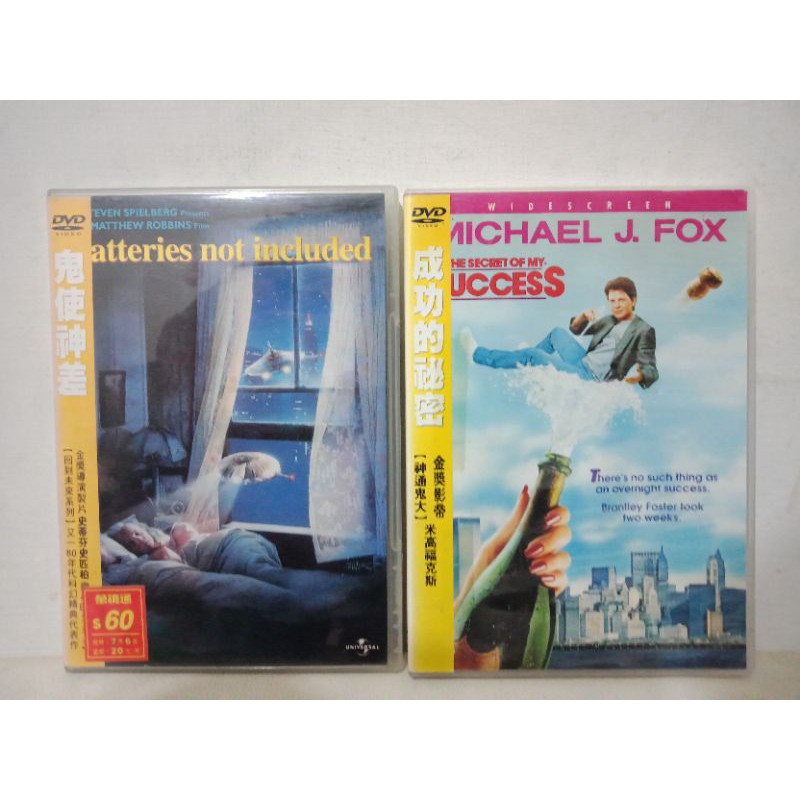 DVD
VIDEO
鬼使神差
STEVEN SPIELBERG Presents
MATTHEW ROBBINS Film
atteries not included
金獎導演製片史蒂芬史匹柏
【回到未來系列】又一80年代科幻精典代表作
$60
UNIVERSAL
DVD
VIDEO
成功的祕密
金獎影帝 米高福克斯
【神通鬼大】
WIDESCREEN
MICHAEL J. FOX
THE SECRET OF MY
UCCESS
There's no such thing as
an overnight success.
Brantley Foster took
two weeks.